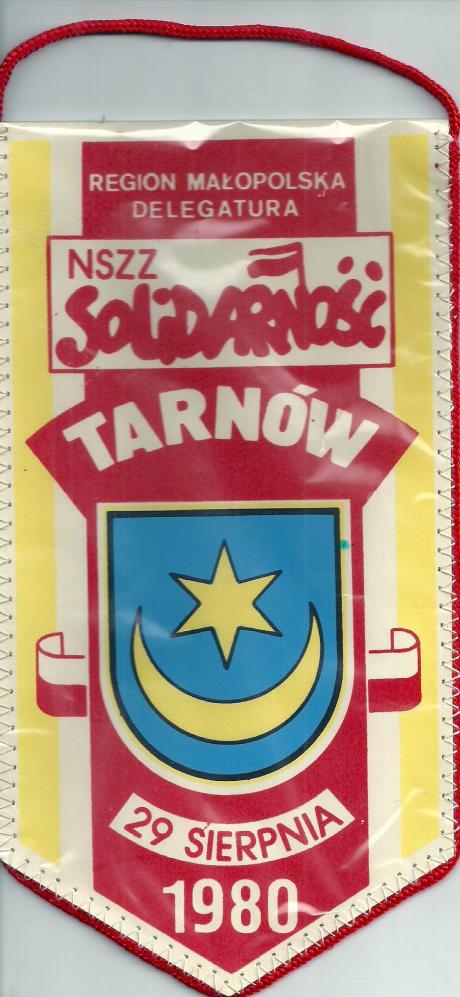 REGION MAŁOPOLSKA
DELEGATURA
NSZZ
SOLIDARNOŚĆ
TARNÓW
29 SIERPNIA
1980